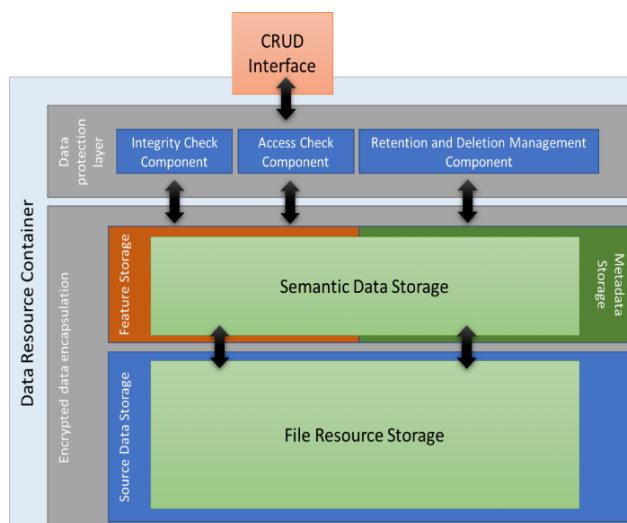 CRUD
Interface
Data Resource Container
Data
protection
layer
Integrity Check
Component
Access Check
Component
Retention and Deletion Management
Component
Encrypted data encapsulation
Feature Storage
Semantic Data Storage
Metadata
Storage
Source Data Storage
File Resource Storage